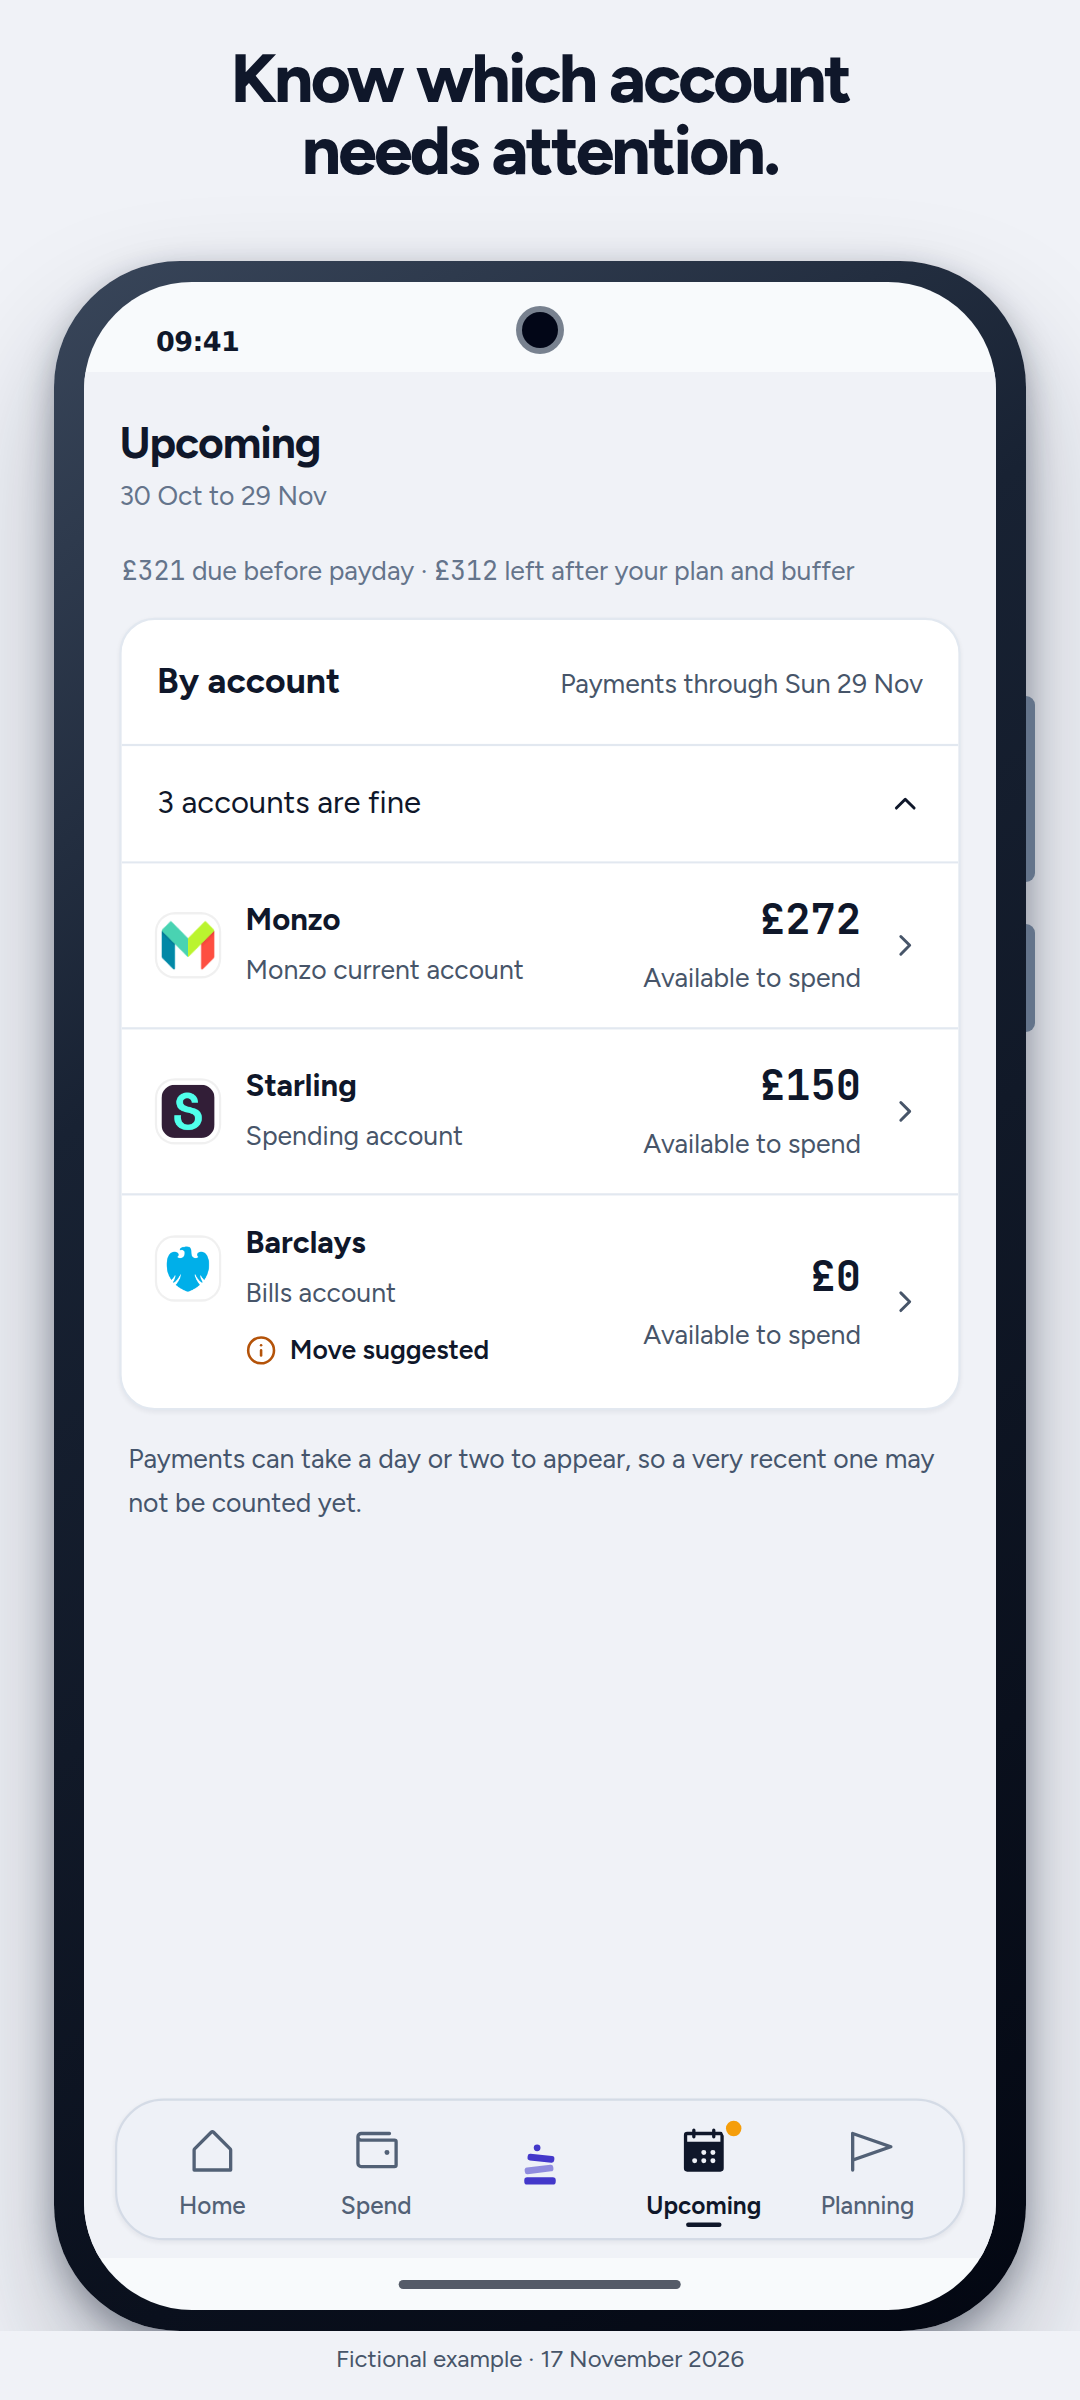 Know which account
needs attention.
09:41
Upcoming
30 Oct to 29 Nov
£321 due before payday · £312 left after your plan and buffer
By account
Payments through Sun 29 Nov
3 accounts are fine
Monzo
£272
Monzo current account
Available to spend
Starling
£150
Spending account
Available to spend
Barclays
£0
Bills account
Available to spend
Move suggested
Payments can take a day or two to appear, so a very recent one may
not be counted yet.
Home
Spend
Upcoming
Planning
Fictional example · 17 November 2026